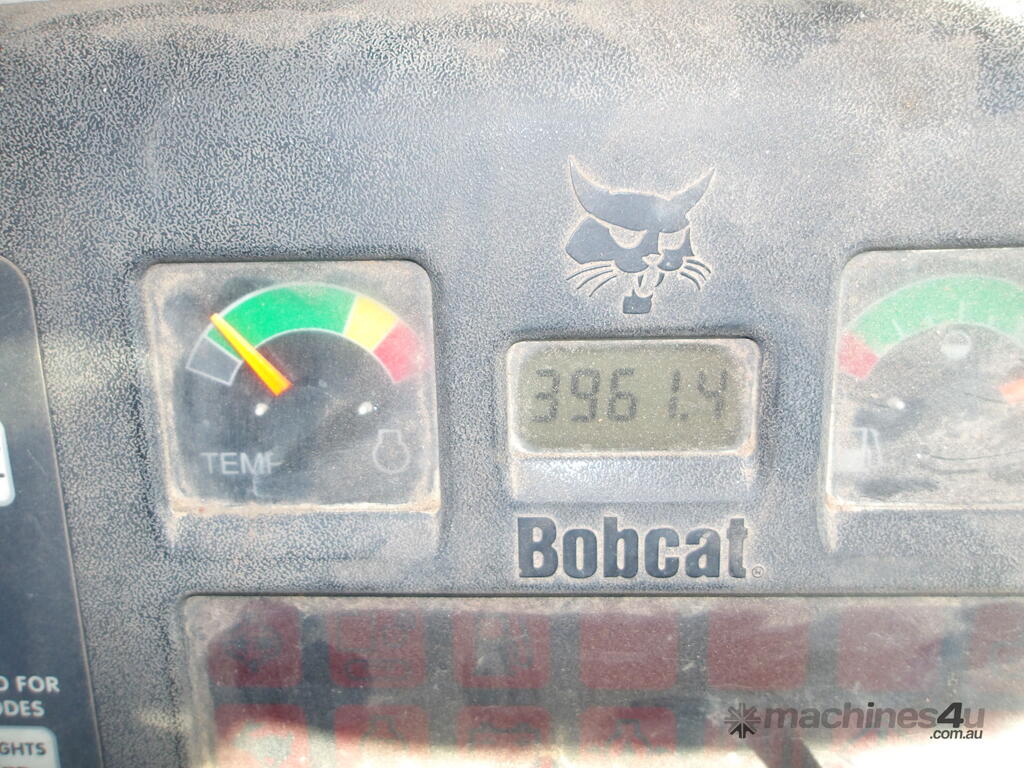 3961.4
TEMP
Bobcat®
D FOR
ODES
GHTS
machines4u
.com.au